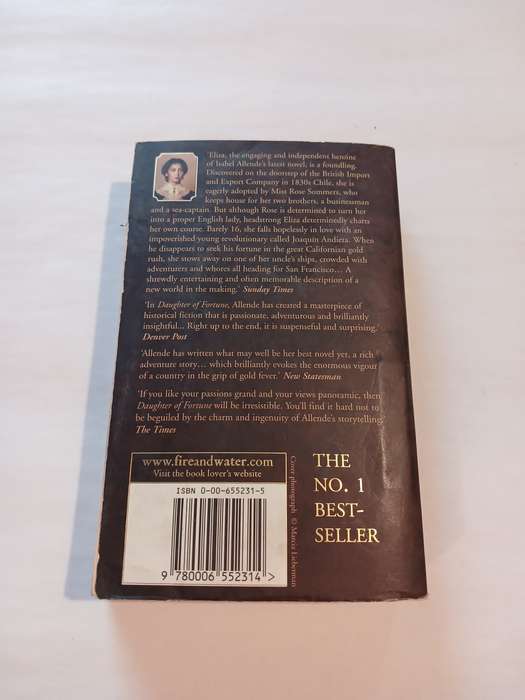 'Eliza, the engaging and independent heroine
of Isabel Allende's latest novel, is a foundling.
Discovered on the doorstep of the British Import
and Export Company in 1830s Chile, she is
eagerly adopted by Miss Rose Sommers, who
keeps house for her two brothers, a businessman
and a sea-captain. But although Rose is determined to turn her
into a proper English lady, headstrong Eliza determinedly charts
her own course. Barely 16, she falls hopelessly in love with an
impoverished young revolutionary called Joaquín Andieta. When
he disappears to seek his fortune in the great Californian gold
rush, she stows away on one of her uncle's ships, crowded with
adventurers and whores all heading for San Francisco… A
shrewdly entertaining and often memorable description of a
new world in the making.' Sunday Times
'In Daughter of Fortune, Allende has created a masterpiece of
historical fiction that is passionate, adventurous and brilliantly
insightful... Right up to the end, it is suspenseful and surprising.'
Denver Post
'Allende has written what may well be her best novel yet, a rich
adventure story… which brilliantly evokes the enormous vigour
of a country in the grip of gold fever.' New Statesman
'If you like your passions grand and your views panoramic, then
Daughter of Fortune will be irresistible. You'll find it hard not to
be beguiled by the charm and ingenuity of Allende's storytelling.'
The Times
www.fireandwater.com
Visit the book lover's website
ISBN 0-00-655231-5
9 780006 552314 >
Cover photograph © Marcia Lieberman
THE
NO. 1
BEST-
SELLER